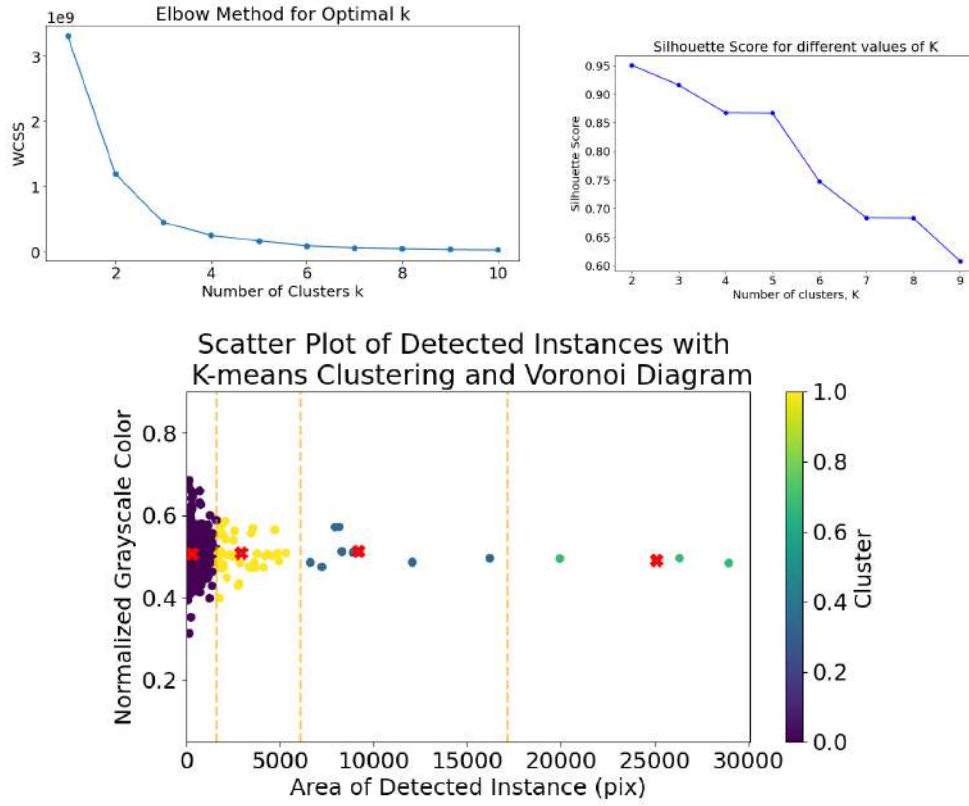 Elbow Method for Optimal k
1e9
3
2
1
0
WCSS
2 4 6 8 10
Number of Clusters k
Silhouette Score for different values of K
0.95
0.90
0.85
0.80
0.75
0.70
0.65
0.60
Silhouette Score
2 3 4 5 6 7 8 9
Number of clusters, K
Scatter Plot of Detected Instances with
K-means Clustering and Voronoi Diagram
0.8
0.6
0.4
0.2
Normalized Grayscale Color
0 5000 10000 15000 20000 25000 30000
Area of Detected Instance (pix)
1.0
0.8
0.6
0.4
0.2
0.0
Cluster